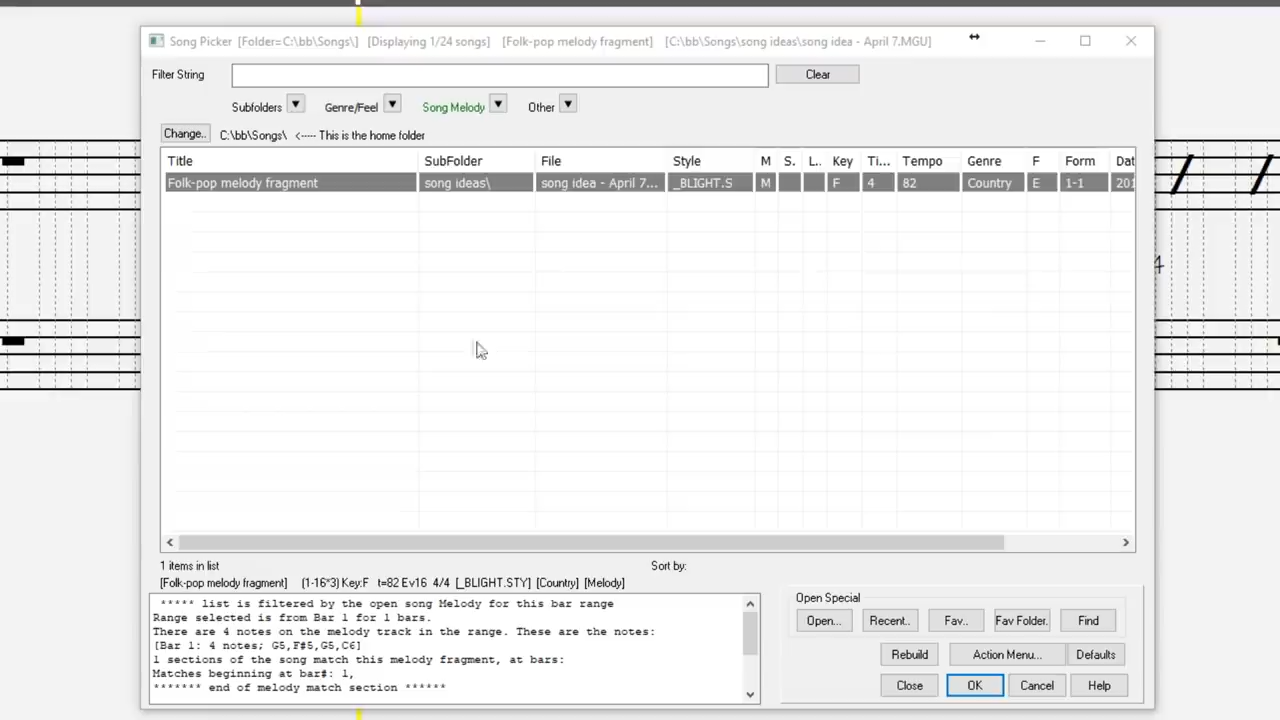 Song Picker [Folder=C:\bb\Songs\] [Displaying 1/24 songs] [Folk-pop melody fragment] [C:\bb\Songs\song ideas\song idea - April 7.MGU]
Filter String
Clear
Subfolders Genre/Feel Song Melody Other
Change.. C:\bb\Songs\ <----- This is the home folder
Title SubFolder File Style M S. L.. Key Ti... Tempo Genre F Form Dat
Folk-pop melody fragment song ideas\ song idea - April 7... _BLIGHT.S M F 4 82 Country E 1-1 201
4
1 items in list Sort by:
[Folk-pop melody fragment] (1-16*3) Key:F t=82 Ev16 4/4 [_BLIGHT.STY] [Country] [Melody]
***** list is filtered by the open song Melody for this bar range
Range selected is from Bar 1 for 1 bars.
There are 4 notes on the melody track in the range. These are the notes:
[Bar 1: 4 notes; G5,F#5,G5,C6]
1 sections of the song match this melody fragment, at bars:
Matches beginning at bar#: 1,
******* end of melody match section ******
Open Special
Open... Recent.. Fav.. Fav Folder. Find
Rebuild Action Menu... Defaults
Close OK Cancel Help